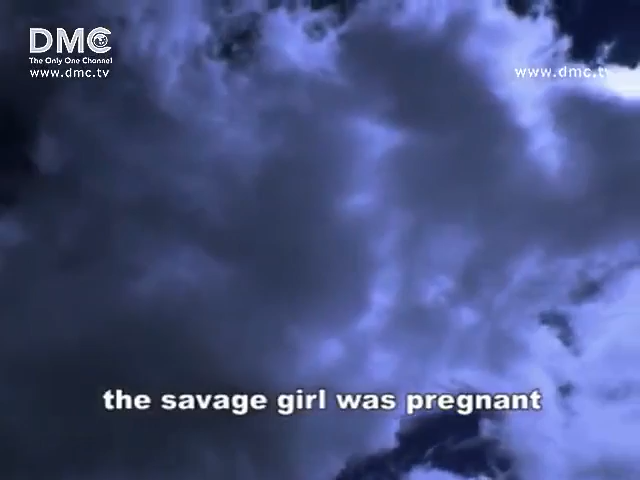 DMC
The Only One Channel
www.dmc.tv
www.dmc.tv
the savage girl was pregnant